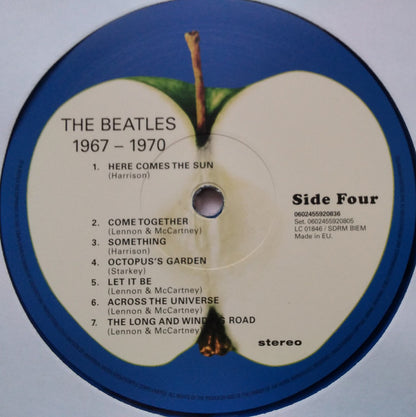 THE BEATLES
1967 – 1970
1. HERE COMES THE SUN
(Harrison)
2. COME TOGETHER
(Lennon & McCartney)
3. SOMETHING
(Harrison)
4. OCTOPUS'S GARDEN
(Starkey)
5. LET IT BE
(Lennon & McCartney)
6. ACROSS THE UNIVERSE
(Lennon & McCartney)
7. THE LONG AND WINDING ROAD
(Lennon & McCartney)
Side Four
0602455920836
Set. 0602455920805
LC 01846 / SDRM BIEM
Made in EU.
stereo